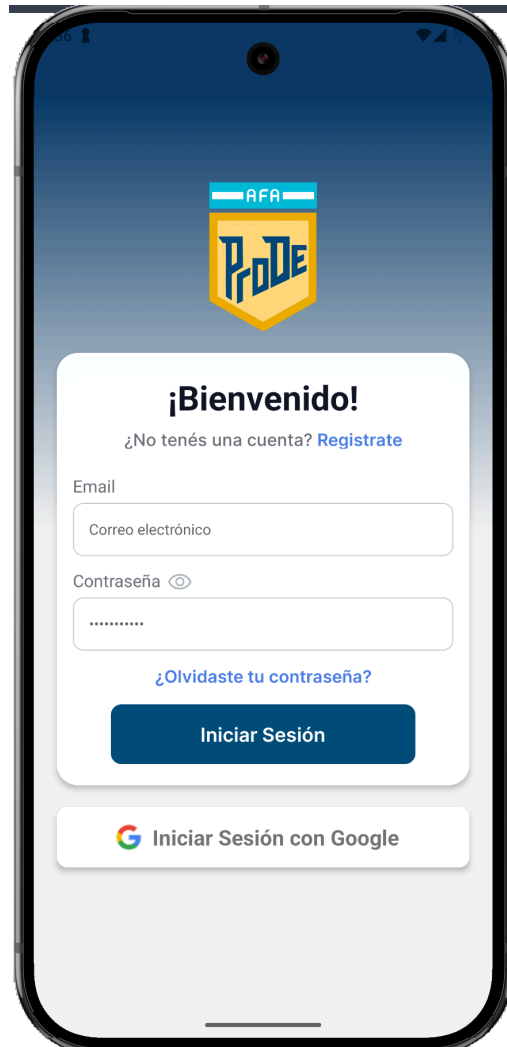 AFA
PRODE
¡Bienvenido!
¿No tenés una cuenta? Registrate
Email
Correo electrónico
Contraseña
¿Olvidaste tu contraseña?
Iniciar Sesión
Iniciar Sesión con Google